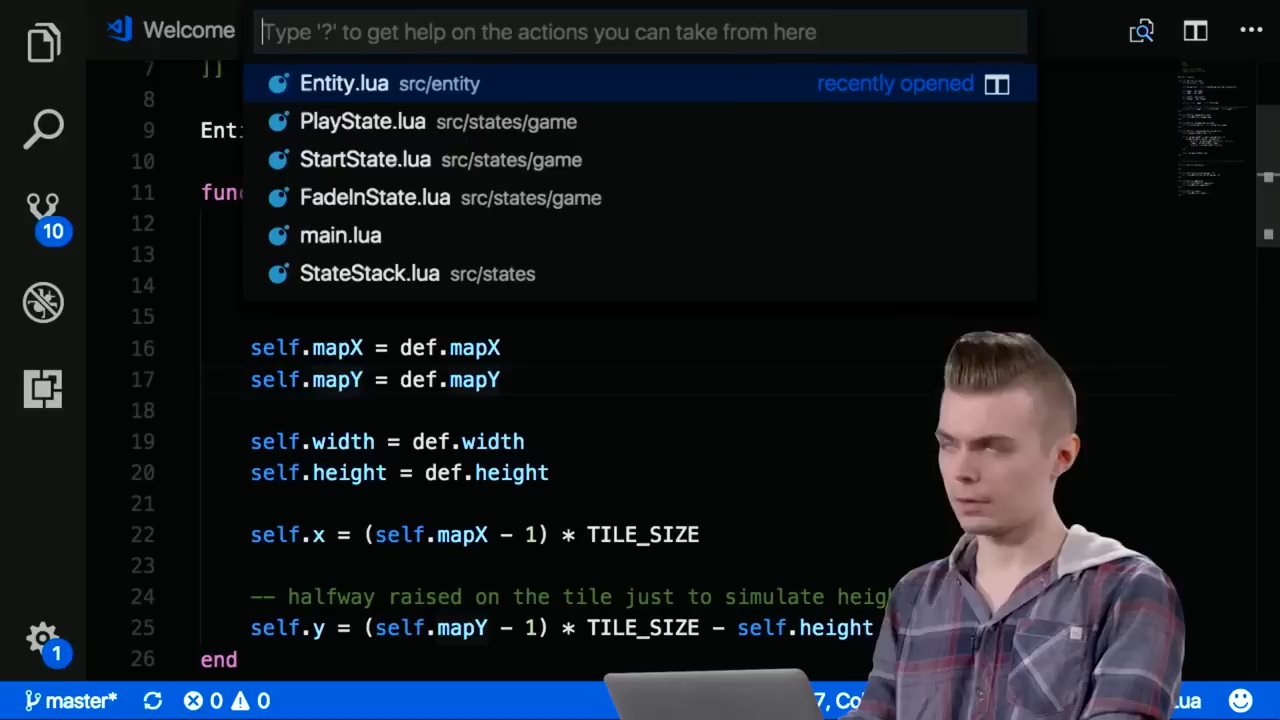 Welcome
Type '?' to get help on the actions you can take from here
Entity.lua src/entity recently opened
PlayState.lua src/states/game
StartState.lua src/states/game
FadeInState.lua src/states/game
main.lua
StateStack.lua src/states
7 ]]
8
9 Enti
10
11 func
12
13
14
15
16 self.mapX = def.mapX
17 self.mapY = def.mapY
18
19 self.width = def.width
20 self.height = def.height
21
22 self.x = (self.mapX - 1) * TILE_SIZE
23
24 -- halfway raised on the tile just to simulate heig
25 self.y = (self.mapY - 1) * TILE_SIZE - self.height
26 end
10
1
master* 0 0 7, Co Lua